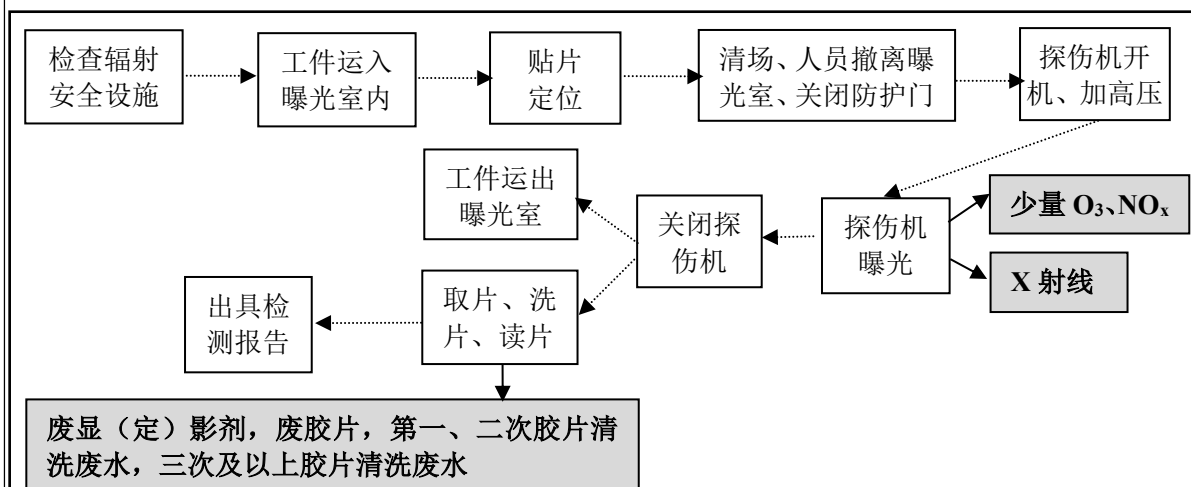 检查辐射
安全设施
工件运入
曝光室内
贴片
定位
清场、人员撤离曝
光室、关闭防护门
探伤机开
机、加高压
探伤机
曝光
少量 O₃、NOₓ
X 射线
关闭探
伤机
工件运出
曝光室
取片、洗
片、读片
出具检
测报告
废显（定）影剂，废胶片，第一、二次胶片清
洗废水，三次及以上胶片清洗废水